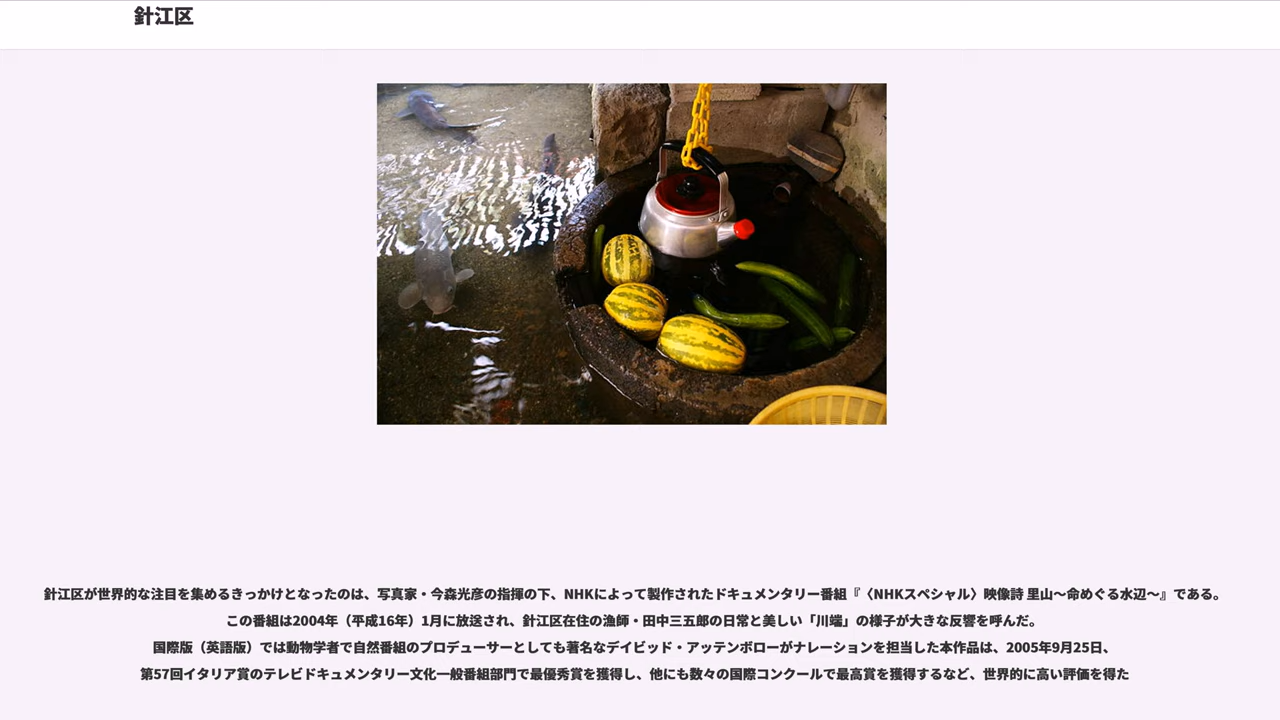 針江区
針江区が世界的な注目を集めるきっかけとなったのは、写真家・今森光彦の指揮の下、NHKによって製作されたドキュメンタリー番組『〈NHKスペシャル〉映像詩 里山〜命めぐる水辺〜』である。
この番組は2004年（平成16年）1月に放送され、針江区在住の漁師・田中三五郎の日常と美しい「川端」の様子が大きな反響を呼んだ。
国際版（英語版）では動物学者で自然番組のプロデューサーとしても著名なデイビッド・アッテンボローがナレーションを担当した本作品は、2005年9月25日、
第57回イタリア賞のテレビドキュメンタリー文化一般番組部門で最優秀賞を獲得し、他にも数々の国際コンクールで最高賞を獲得するなど、世界的に高い評価を得た